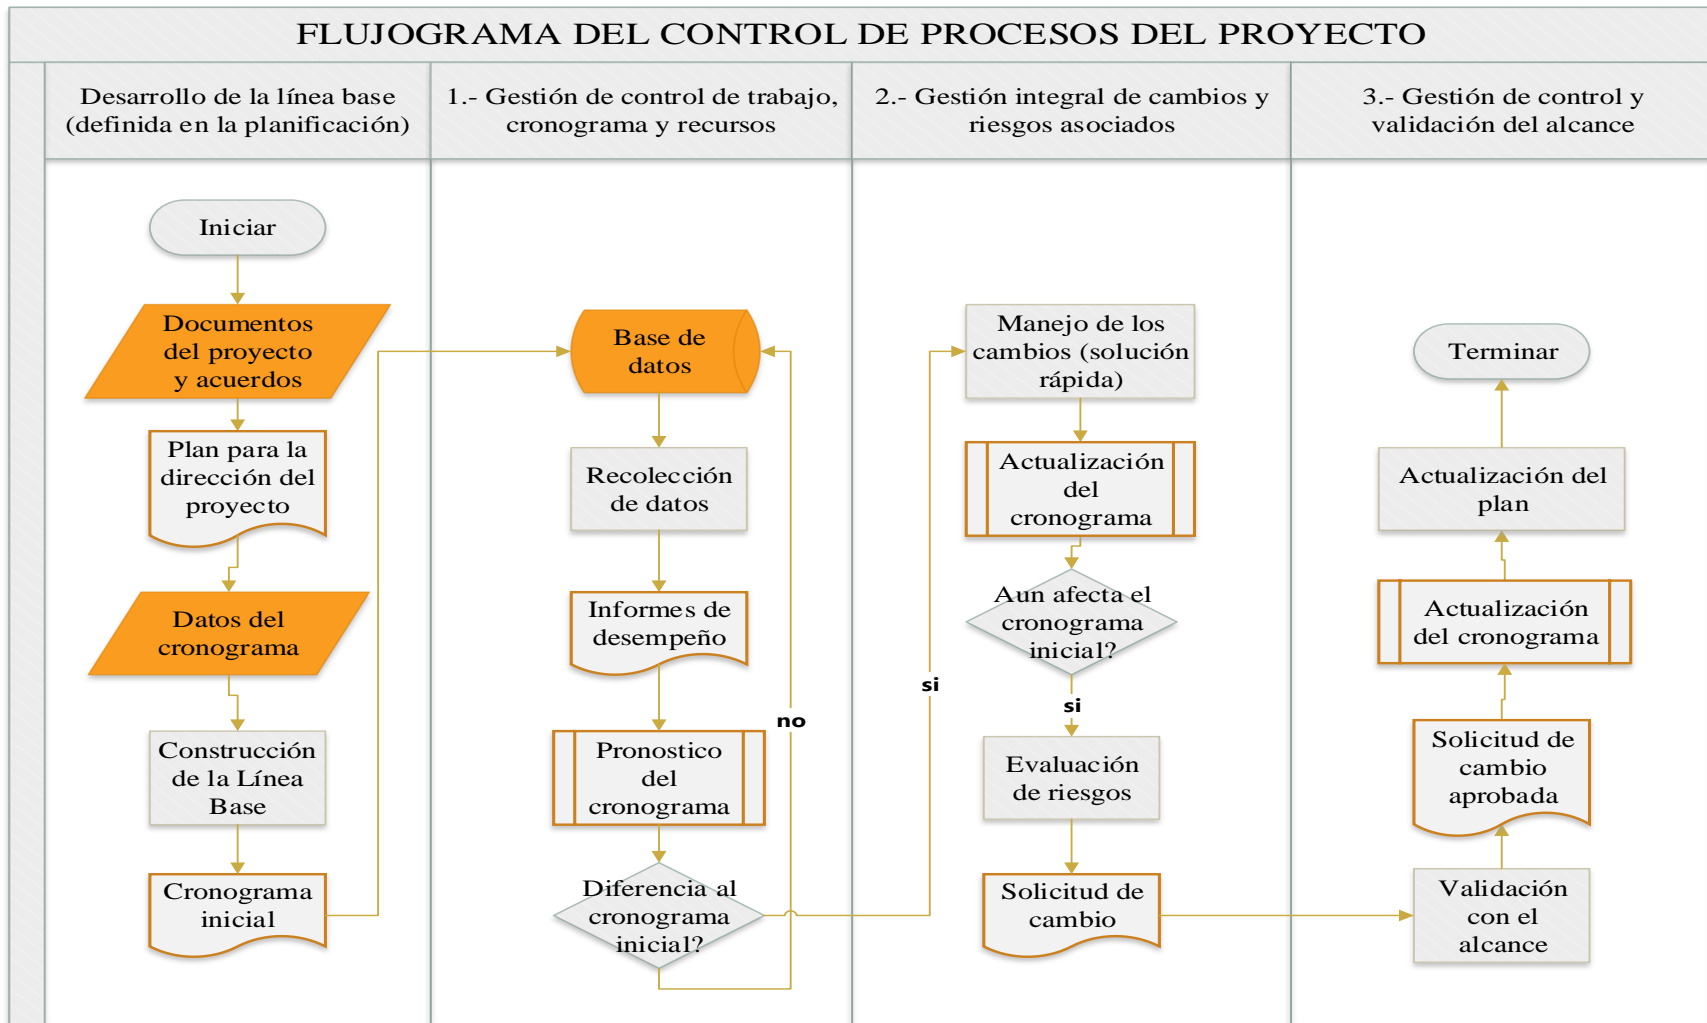 FLUJOGRAMA DEL CONTROL DE PROCESOS DEL PROYECTO
Desarrollo de la línea base
(definida en la planificación)
1.- Gestión de control de trabajo,
cronograma y recursos
2.- Gestión integral de cambios y
riesgos asociados
3.- Gestión de control y
validación del alcance
Iniciar
Documentos
del proyecto
y acuerdos
Plan para la
dirección del
proyecto
Datos del
cronograma
Construcción
de la Línea
Base
Cronograma
inicial
Base de
datos
Recolección
de datos
Informes de
desempeño
Pronostico
del
cronograma
Diferencia al
cronograma
inicial?
no
si
Manejo de los
cambios (solución
rápida)
Actualización
del
cronograma
Aun afecta el
cronograma
inicial?
si
Evaluación
de riesgos
Solicitud de
cambio
Terminar
Actualización del
plan
Actualización
del cronograma
Solicitud de
cambio
aprobada
Validación
con el
alcance